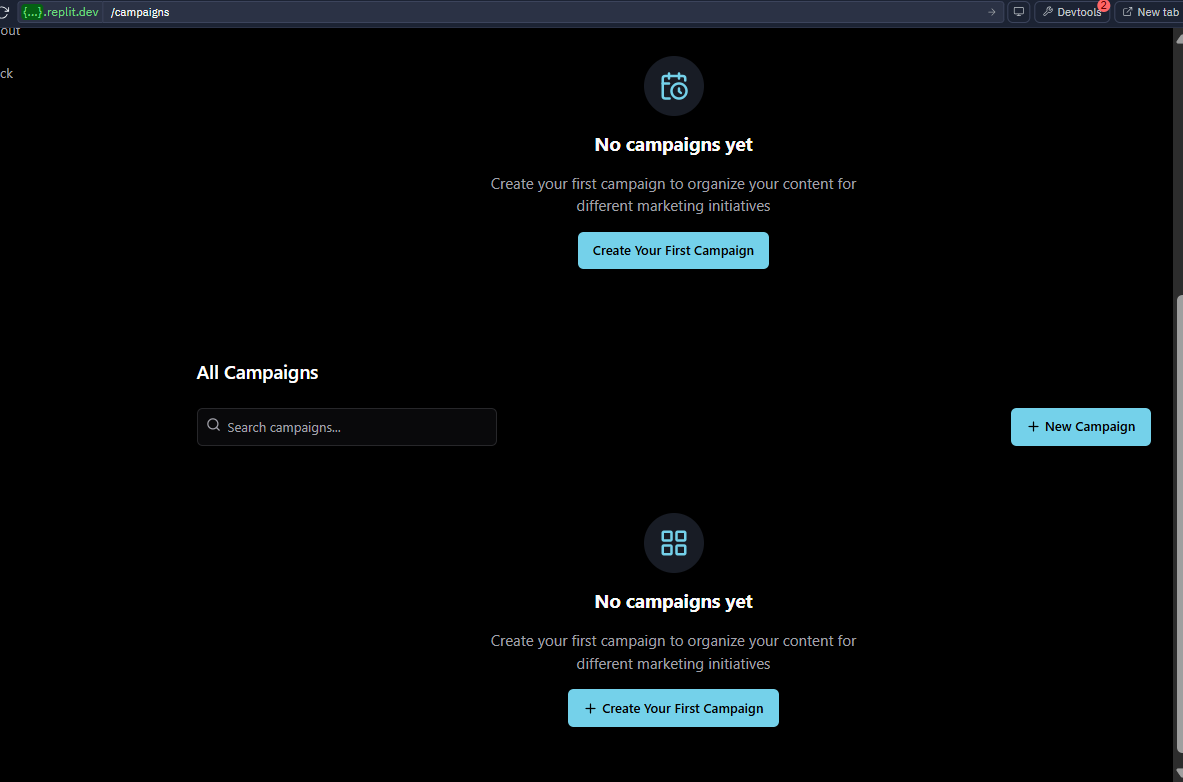 {...}.replit.dev /campaigns
Devtools 2
New tab
out
ck
No campaigns yet
Create your first campaign to organize your content for
different marketing initiatives
Create Your First Campaign
All Campaigns
Search campaigns...
+ New Campaign
No campaigns yet
Create your first campaign to organize your content for
different marketing initiatives
+ Create Your First Campaign